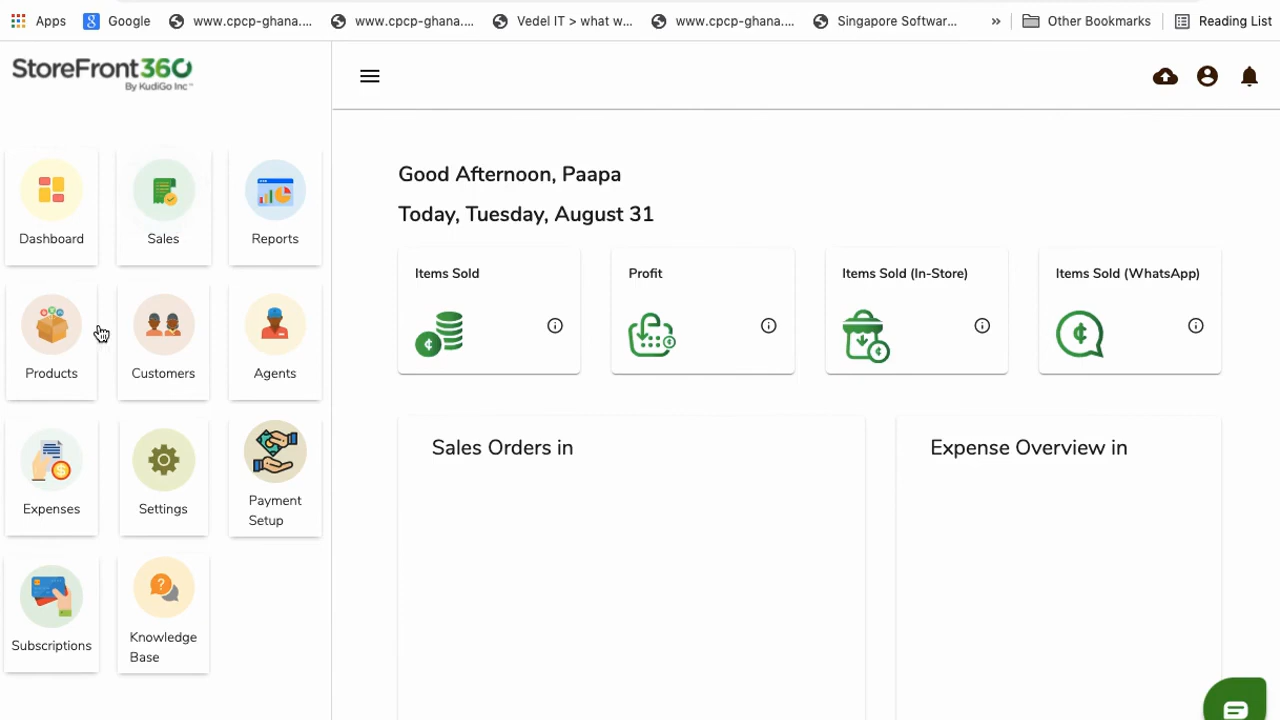 Apps Google www.cpcp-ghana.... www.cpcp-ghana.... Vedel IT > what w... www.cpcp-ghana.... Singapore Softwar... » Other Bookmarks Reading List
StoreFront360
By KudiGo Inc™
Good Afternoon, Paapa
Today, Tuesday, August 31
Dashboard Sales Reports
Items Sold Profit Items Sold (In-Store) Items Sold (WhatsApp)
Products Customers Agents
Sales Orders in Expense Overview in
Expenses Settings Payment
Setup
Subscriptions Knowledge
Base